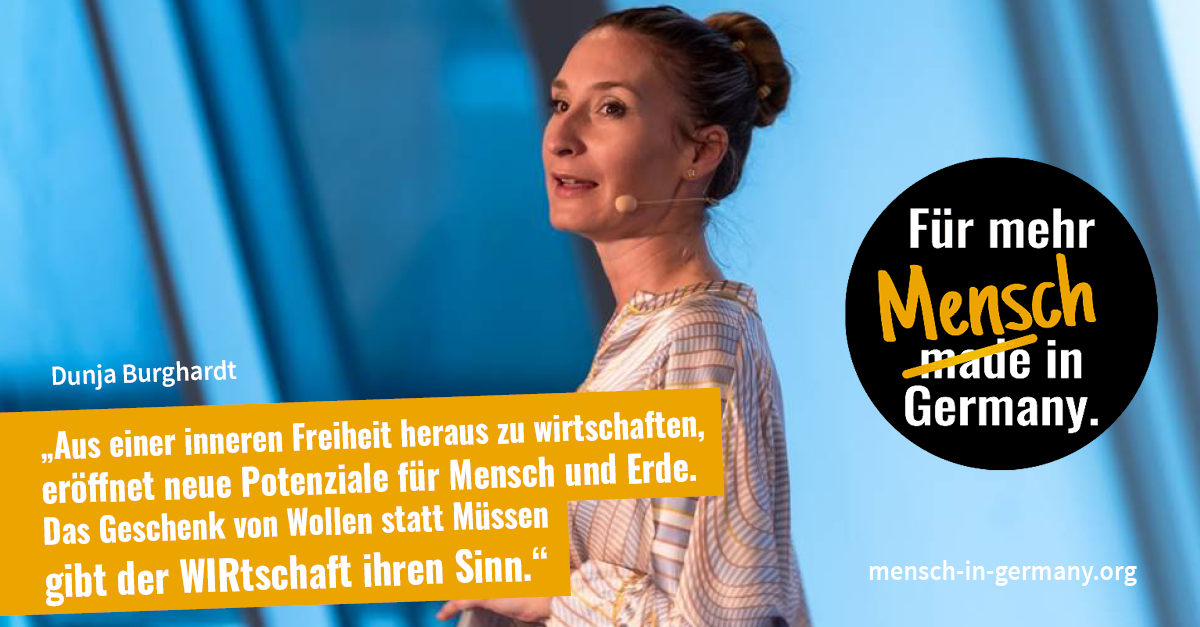 Dunja Burghardt
„Aus einer inneren Freiheit heraus zu wirtschaften,
eröffnet neue Potenziale für Mensch und Erde.
Das Geschenk von Wollen statt Müssen
gibt der WIRtschaft ihren Sinn.“
Für mehr
Mensch
made in
Germany.
mensch-in-germany.org